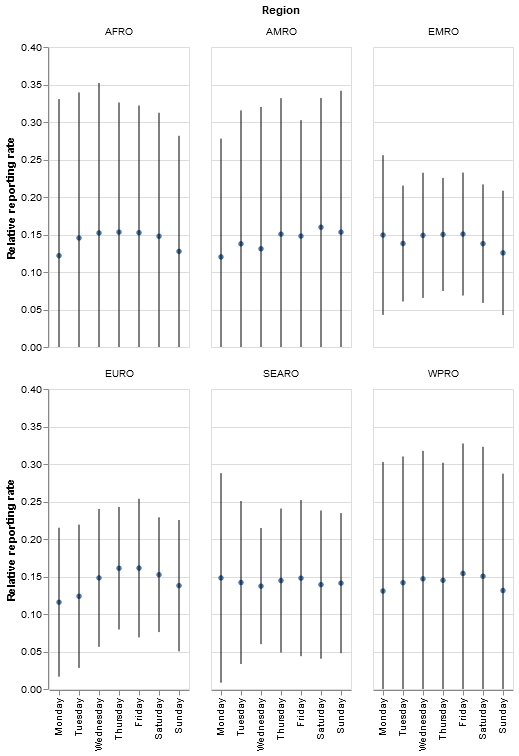 Region
AFRO
AMRO
EMRO
Relative reporting rate
0.40
0.35
0.30
0.25
0.20
0.15
0.10
0.05
0.00
EURO
SEARO
WPRO
Relative reporting rate
0.40
0.35
0.30
0.25
0.20
0.15
0.10
0.05
0.00
Monday
Tuesday
Wednesday
Thursday
Friday
Saturday
Sunday
Monday
Tuesday
Wednesday
Thursday
Friday
Saturday
Sunday
Monday
Tuesday
Wednesday
Thursday
Friday
Saturday
Sunday